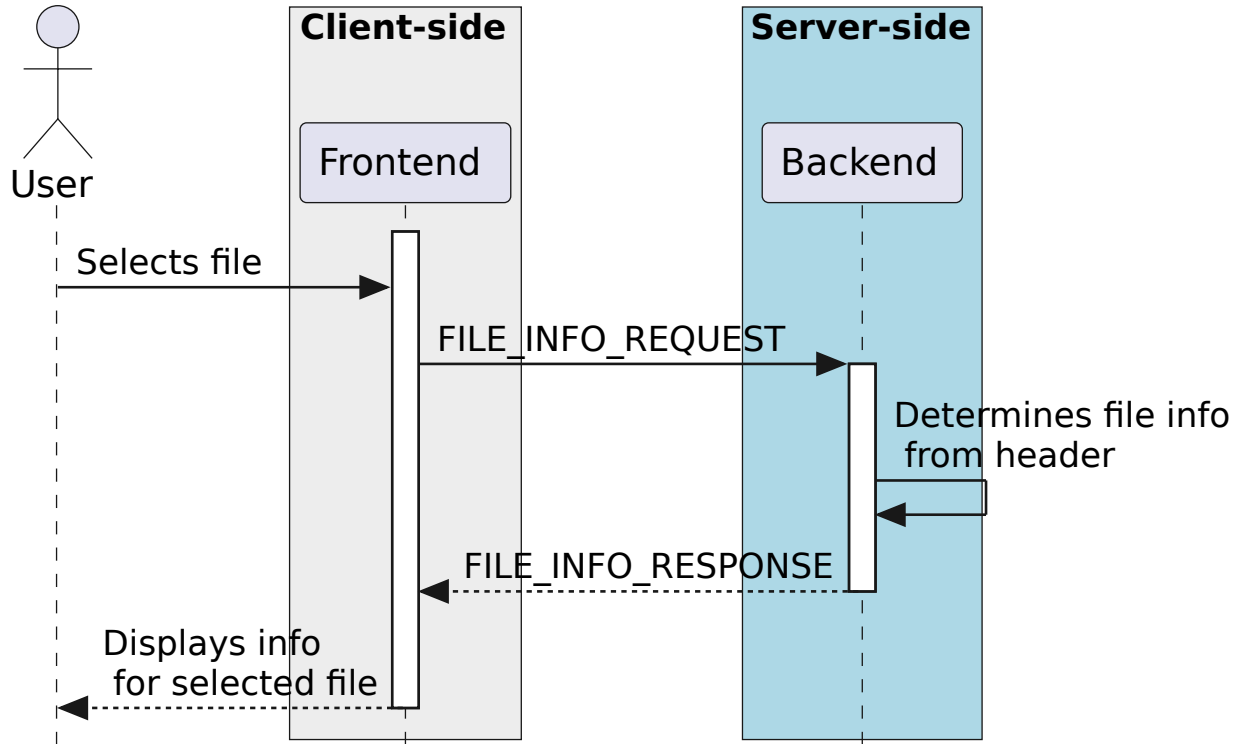 Client-side
Server-side
User
Frontend
Backend
Selects file
FILE_INFO_REQUEST
Determines file info
from header
FILE_INFO_RESPONSE
Displays info
for selected file